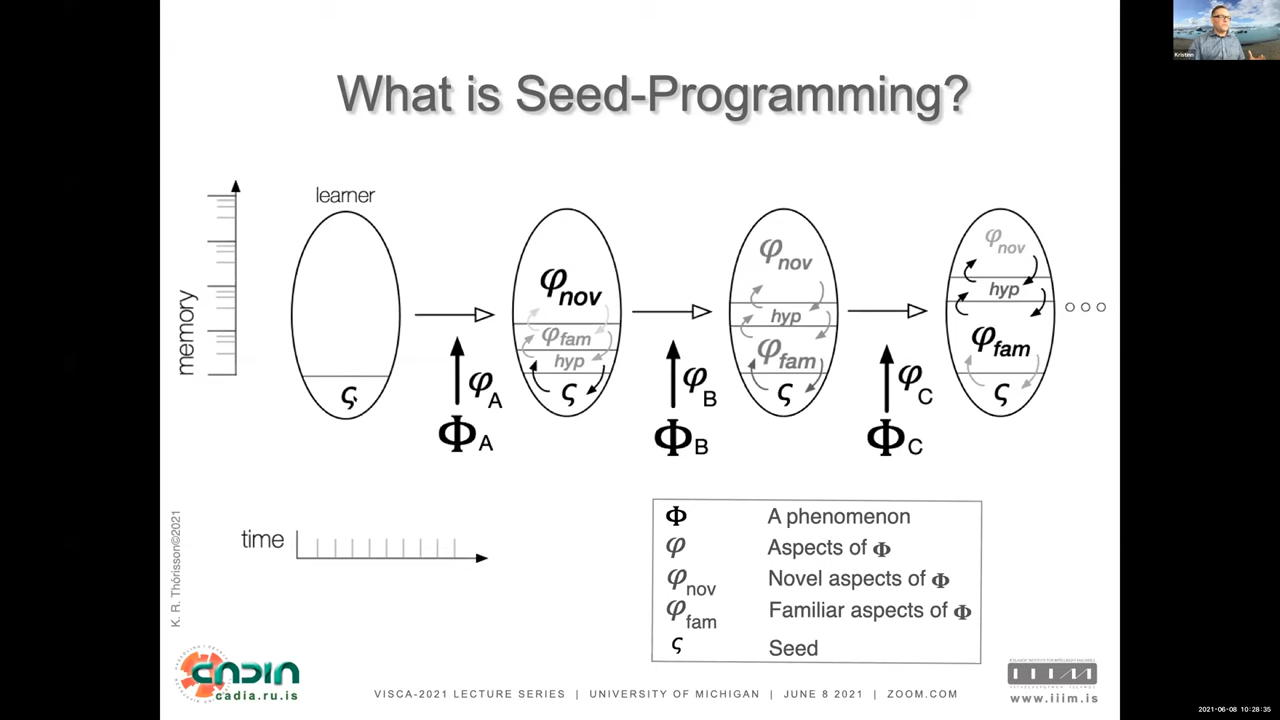 Kristinn
What is Seed-Programming?
learner
memory
ς
φnov
φfam
hyp
ς
φnov
hyp
φfam
ς
φnov
hyp
φfam
ς
φA
ΦA
φB
ΦB
φC
ΦC
time
Φ A phenomenon
φ Aspects of Φ
φnov Novel aspects of Φ
φfam Familiar aspects of Φ
ς Seed
K. R. Thórisson©2021
CADIA
cadia.ru.is
VISCA-2021 LECTURE SERIES | UNIVERSITY OF MICHIGAN | JUNE 8 2021 | ZOOM.COM
IIIM
www.iiim.is
2021-06-08 10:28:35